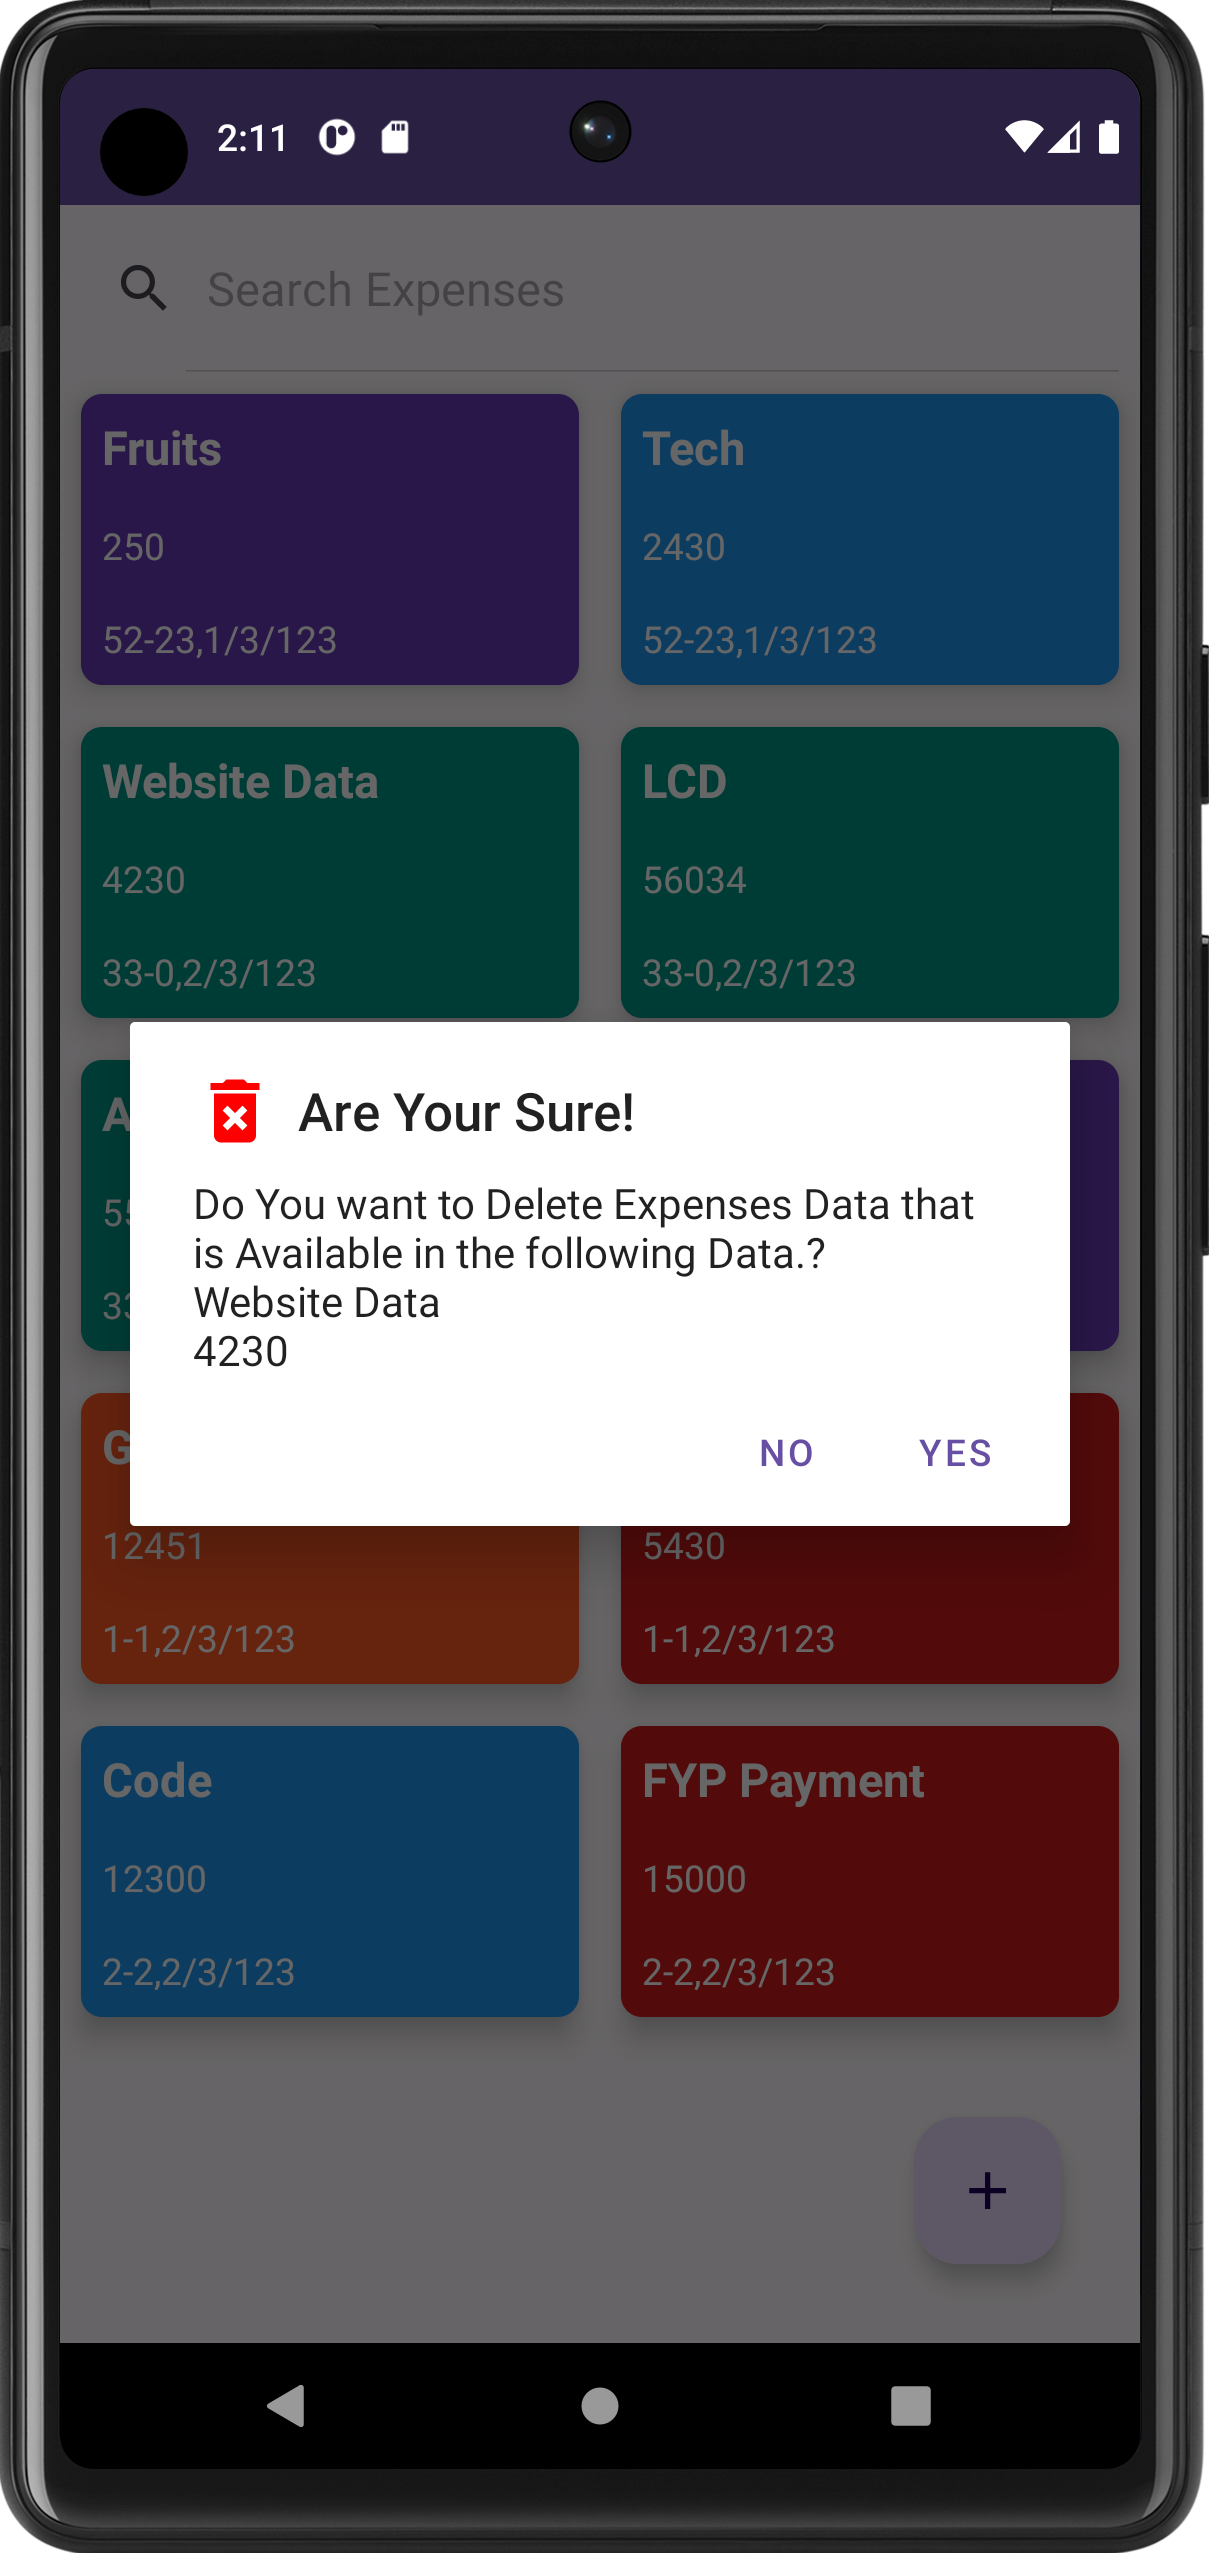 2:11
Search Expenses
Fruits
250
52-23,1/3/123
Tech
2430
52-23,1/3/123
Website Data
4230
33-0,2/3/123
LCD
56034
33-0,2/3/123
Are Your Sure!
Do You want to Delete Expenses Data that
is Available in the following Data.?
Website Data
4230
NO
YES
12451
1-1,2/3/123
5430
1-1,2/3/123
Code
12300
2-2,2/3/123
FYP Payment
15000
2-2,2/3/123